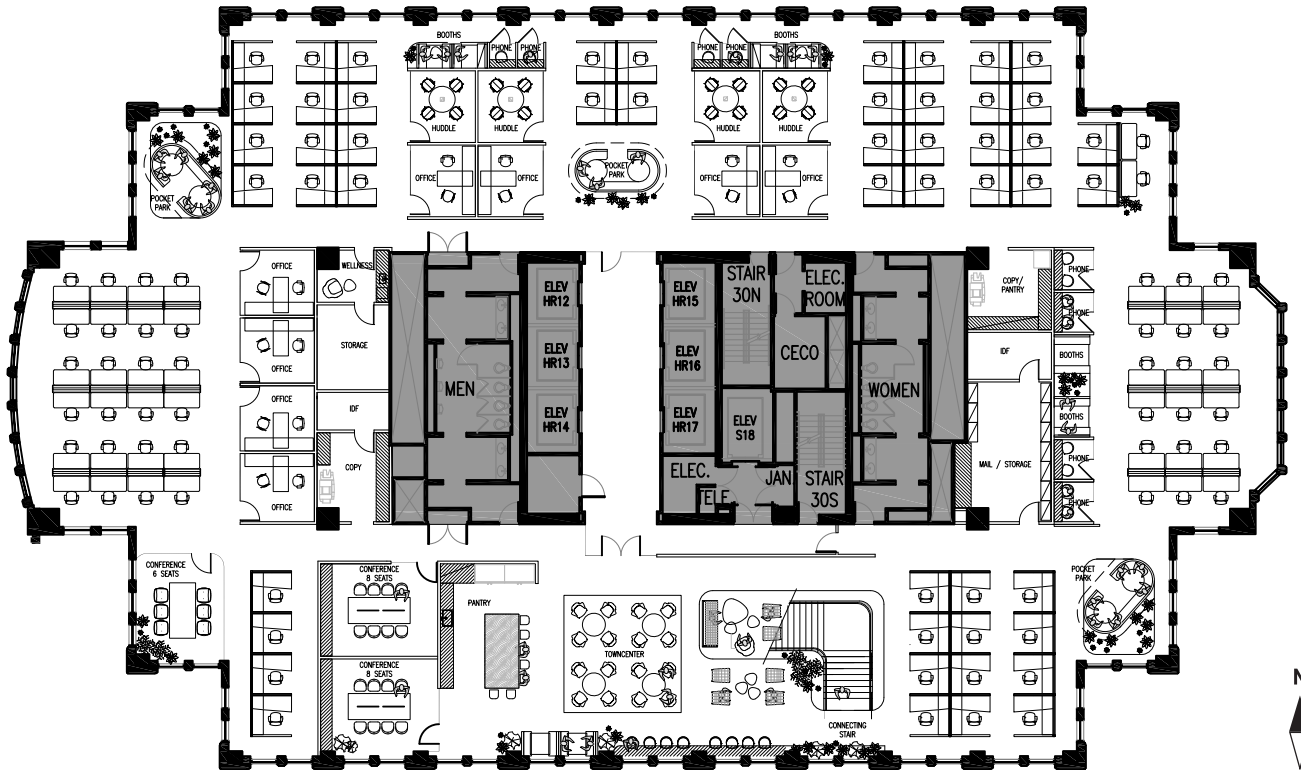 BOOTHS
PHONE
PHONE
PHONE
PHONE
BOOTHS
HUDDLE
HUDDLE
HUDDLE
HUDDLE
OFFICE
OFFICE
POCKET
PARK
OFFICE
OFFICE
POCKET
PARK
OFFICE
WELLNESS
ELEV
HR12
ELEV
HR15
STAIR
30N
ELEC.
ROOM
COPY/
PANTRY
PHONE
PHONE
OFFICE
STORAGE
ELEV
HR13
ELEV
HR16
CECO
IDF
BOOTHS
MEN
WOMEN
OFFICE
IDF
ELEV
HR14
ELEV
HR17
ELEV
S18
BOOTHS
COPY
ELEC.
TELE
JAN
STAIR
30S
MAIL / STORAGE
PHONE
PHONE
OFFICE
CONFERENCE
6 SEATS
CONFERENCE
8 SEATS
PANTRY
TOWNCENTER
CONFERENCE
8 SEATS
CONNECTING
STAIR
POCKET
PARK
N